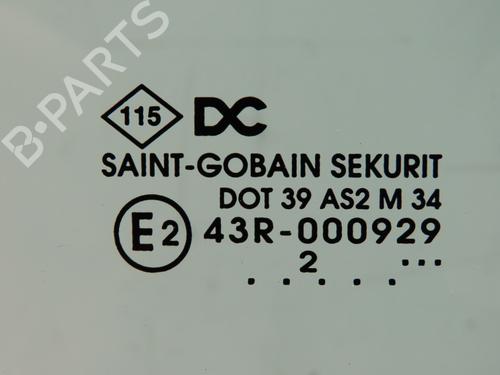 B-PARTS
115 DC
SAINT-GOBAIN SEKURIT
DOT 39 AS2 M 34
E2 43R-000929
. . 2 . . . ...